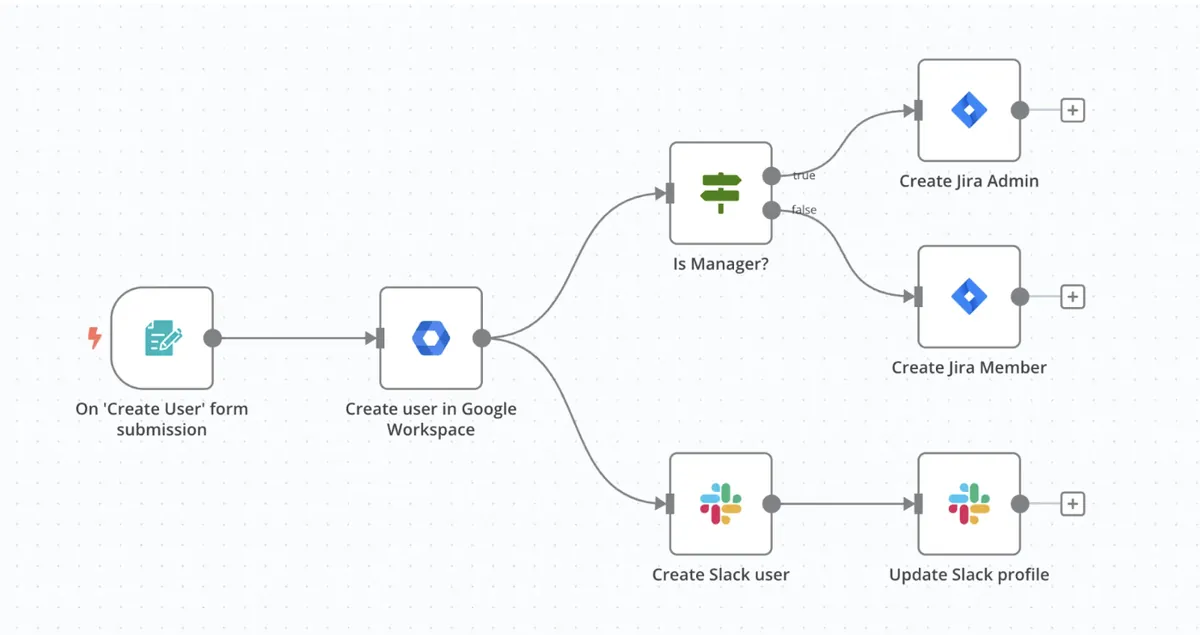 true
Create Jira Admin
false
Is Manager?
Create Jira Member
On 'Create User' form
submission
Create user in Google
Workspace
Create Slack user
Update Slack profile